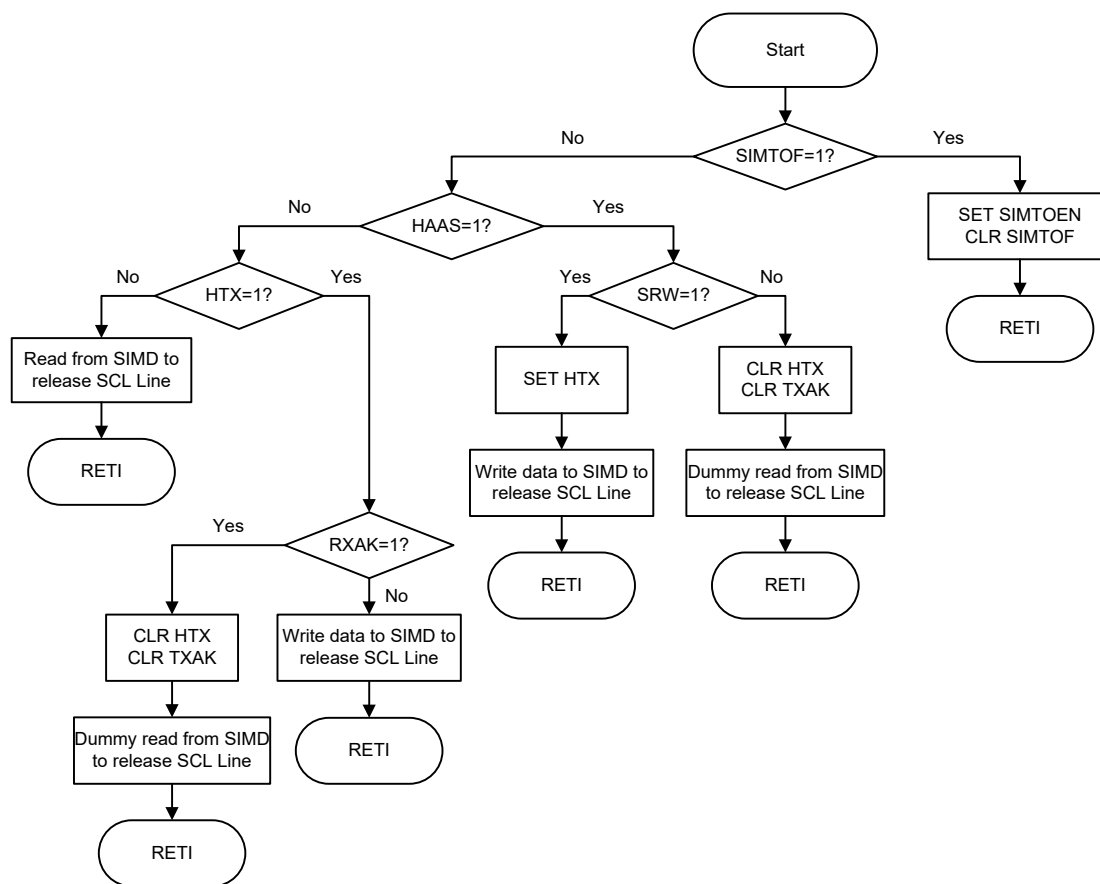 Start
No
Yes
SIMTOF=1?
No
Yes
HAAS=1?
SET SIMTOEN
CLR SIMTOF
No
Yes
Yes
No
HTX=1?
SRW=1?
RETI
Read from SIMD to
release SCL Line
SET HTX
CLR HTX
CLR TXAK
RETI
Write data to SIMD to
release SCL Line
Dummy read from SIMD
to release SCL Line
Yes
RXAK=1?
RETI
RETI
No
CLR HTX
CLR TXAK
Write data to SIMD to
release SCL Line
Dummy read from SIMD
to release SCL Line
RETI
RETI